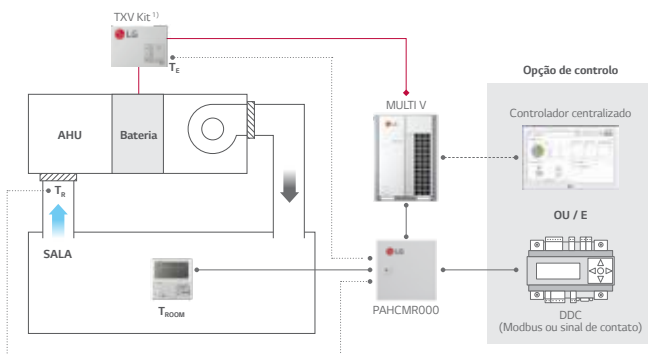 TXV Kit 1)
LG
TE
Opção de controlo
MULTI V
Controlador centralizado
AHU
Bateria
LG
TR
OU / E
SALA
LG
TROOM
PAHCMR000
DDC
(Modbus ou sinal de contato)